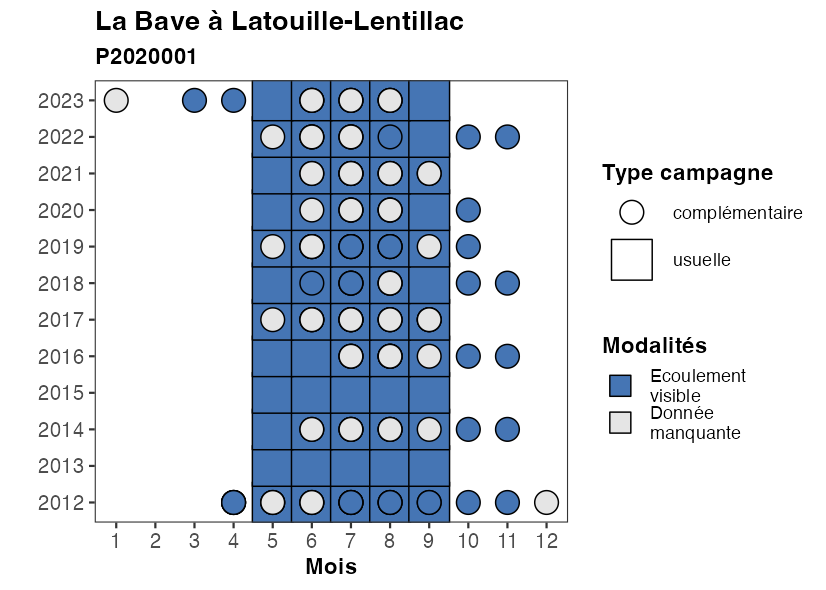 La Bave à Latouille-Lentillac
P2020001
2023
2022
2021
2020
2019
2018
2017
2016
2015
2014
2013
2012
1 2 3 4 5 6 7 8 9 10 11 12
Mois
Type campagne
complémentaire
usuelle
Modalités
Ecoulement
visible
Donnée
manquante